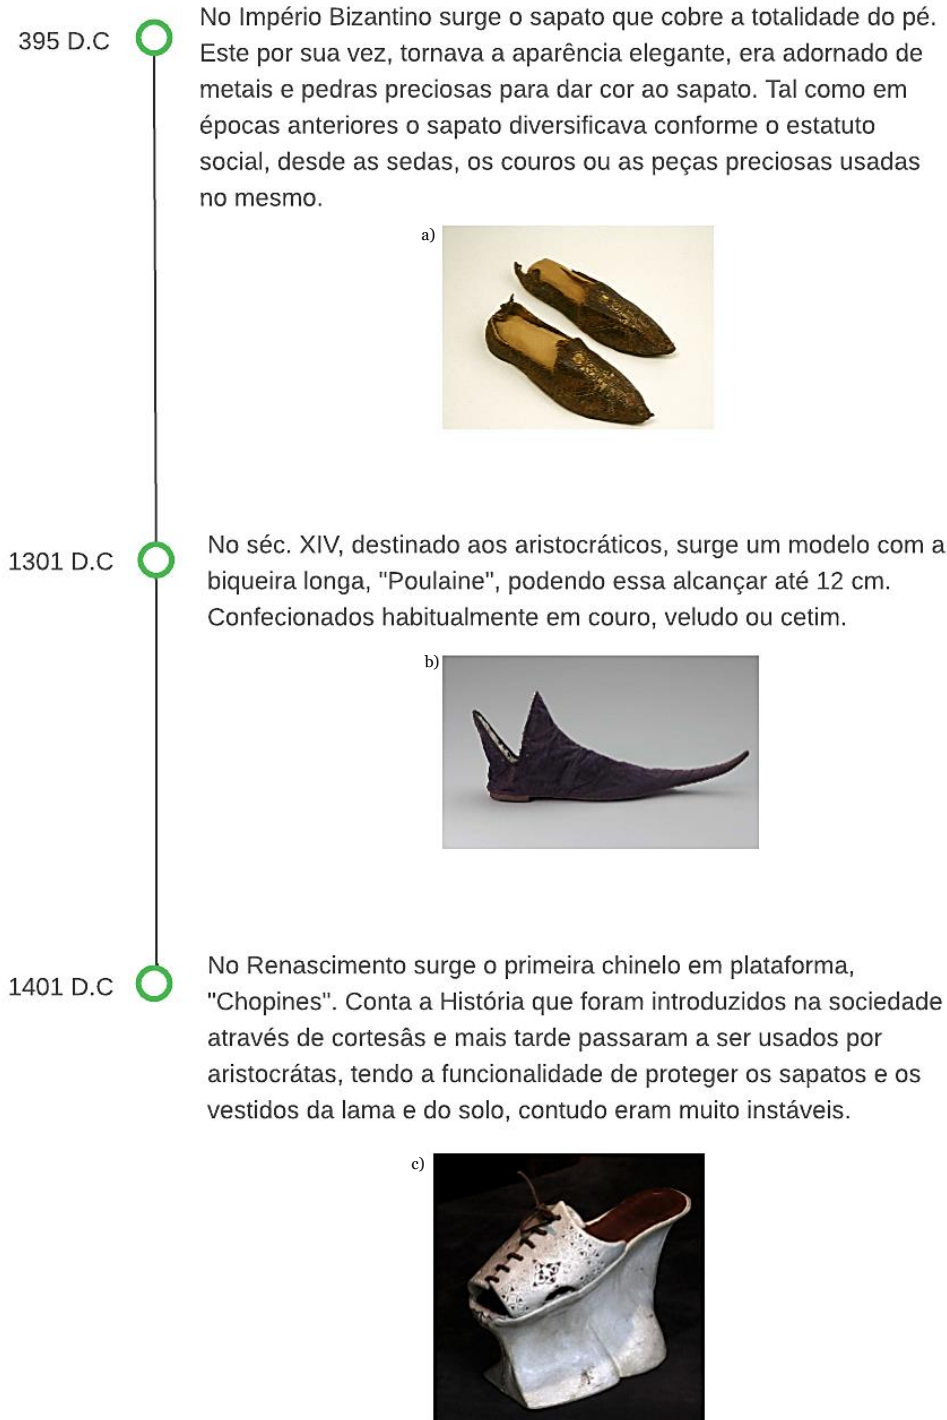 395 D.C
No Império Bizantino surge o sapato que cobre a totalidade do pé.
Este por sua vez, tornava a aparência elegante, era adornado de
metais e pedras preciosas para dar cor ao sapato. Tal como em
épocas anteriores o sapato diversificava conforme o estatuto
social, desde as sedas, os couros ou as peças preciosas usadas
no mesmo.
a)
1301 D.C
No séc. XIV, destinado aos aristocráticos, surge um modelo com a
biqueira longa, "Poulaine", podendo essa alcançar até 12 cm.
Confecionados habitualmente em couro, veludo ou cetim.
b)
1401 D.C
No Renascimento surge o primeira chinelo em plataforma,
"Chopines". Conta a História que foram introduzidos na sociedade
através de cortesâs e mais tarde passaram a ser usados por
aristocrátas, tendo a funcionalidade de proteger os sapatos e os
vestidos da lama e do solo, contudo eram muito instáveis.
c)